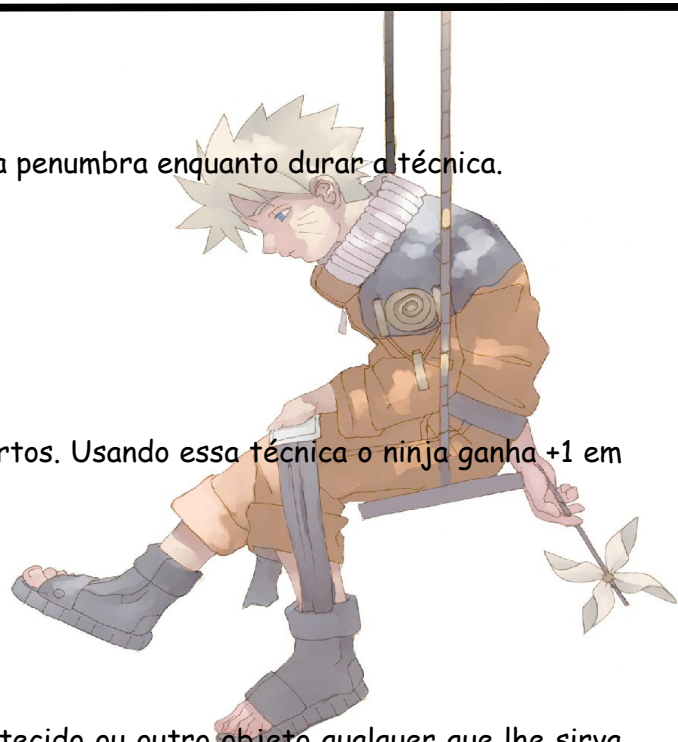 a penumbra enquanto durar a técnica.
rtos. Usando essa técnica o ninja ganha +1 em
tecido ou outro objeto qualquer que lhe sirva